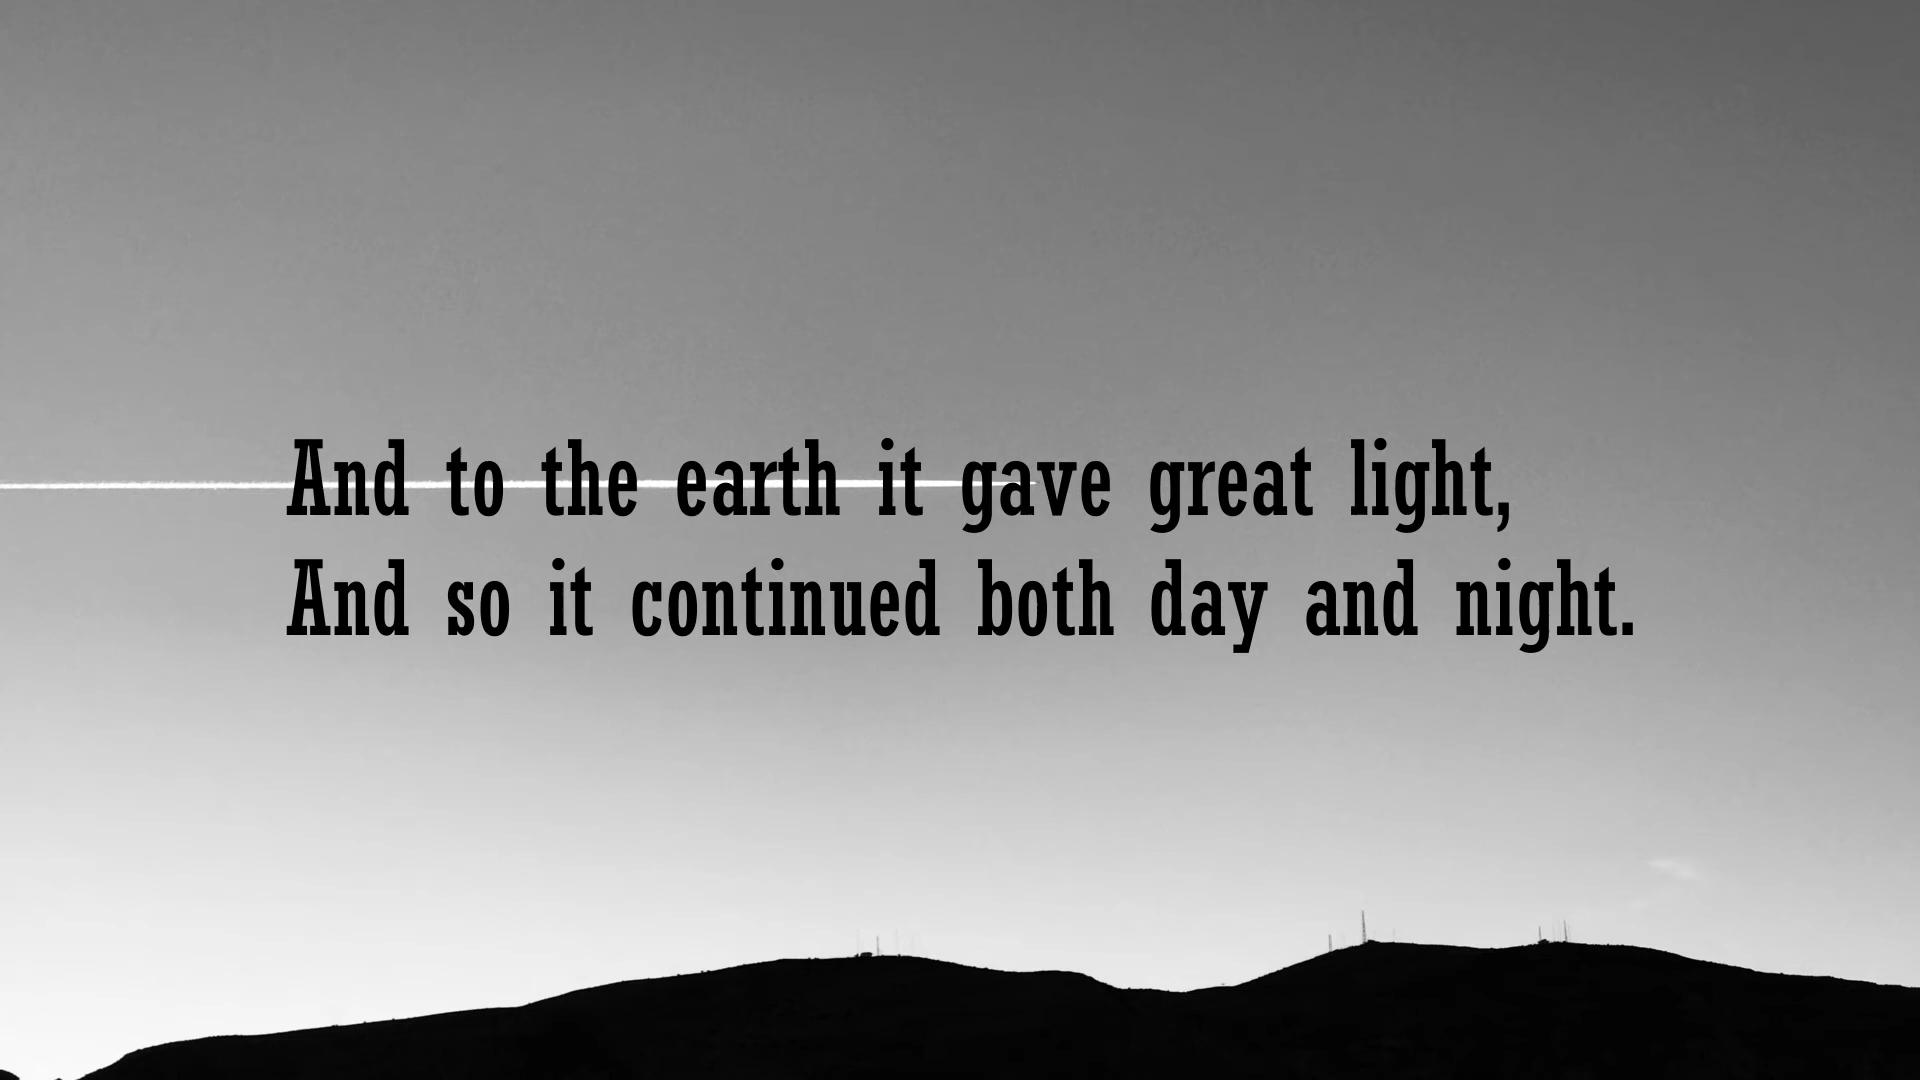 And to the earth it gave great light,
And so it continued both day and night.